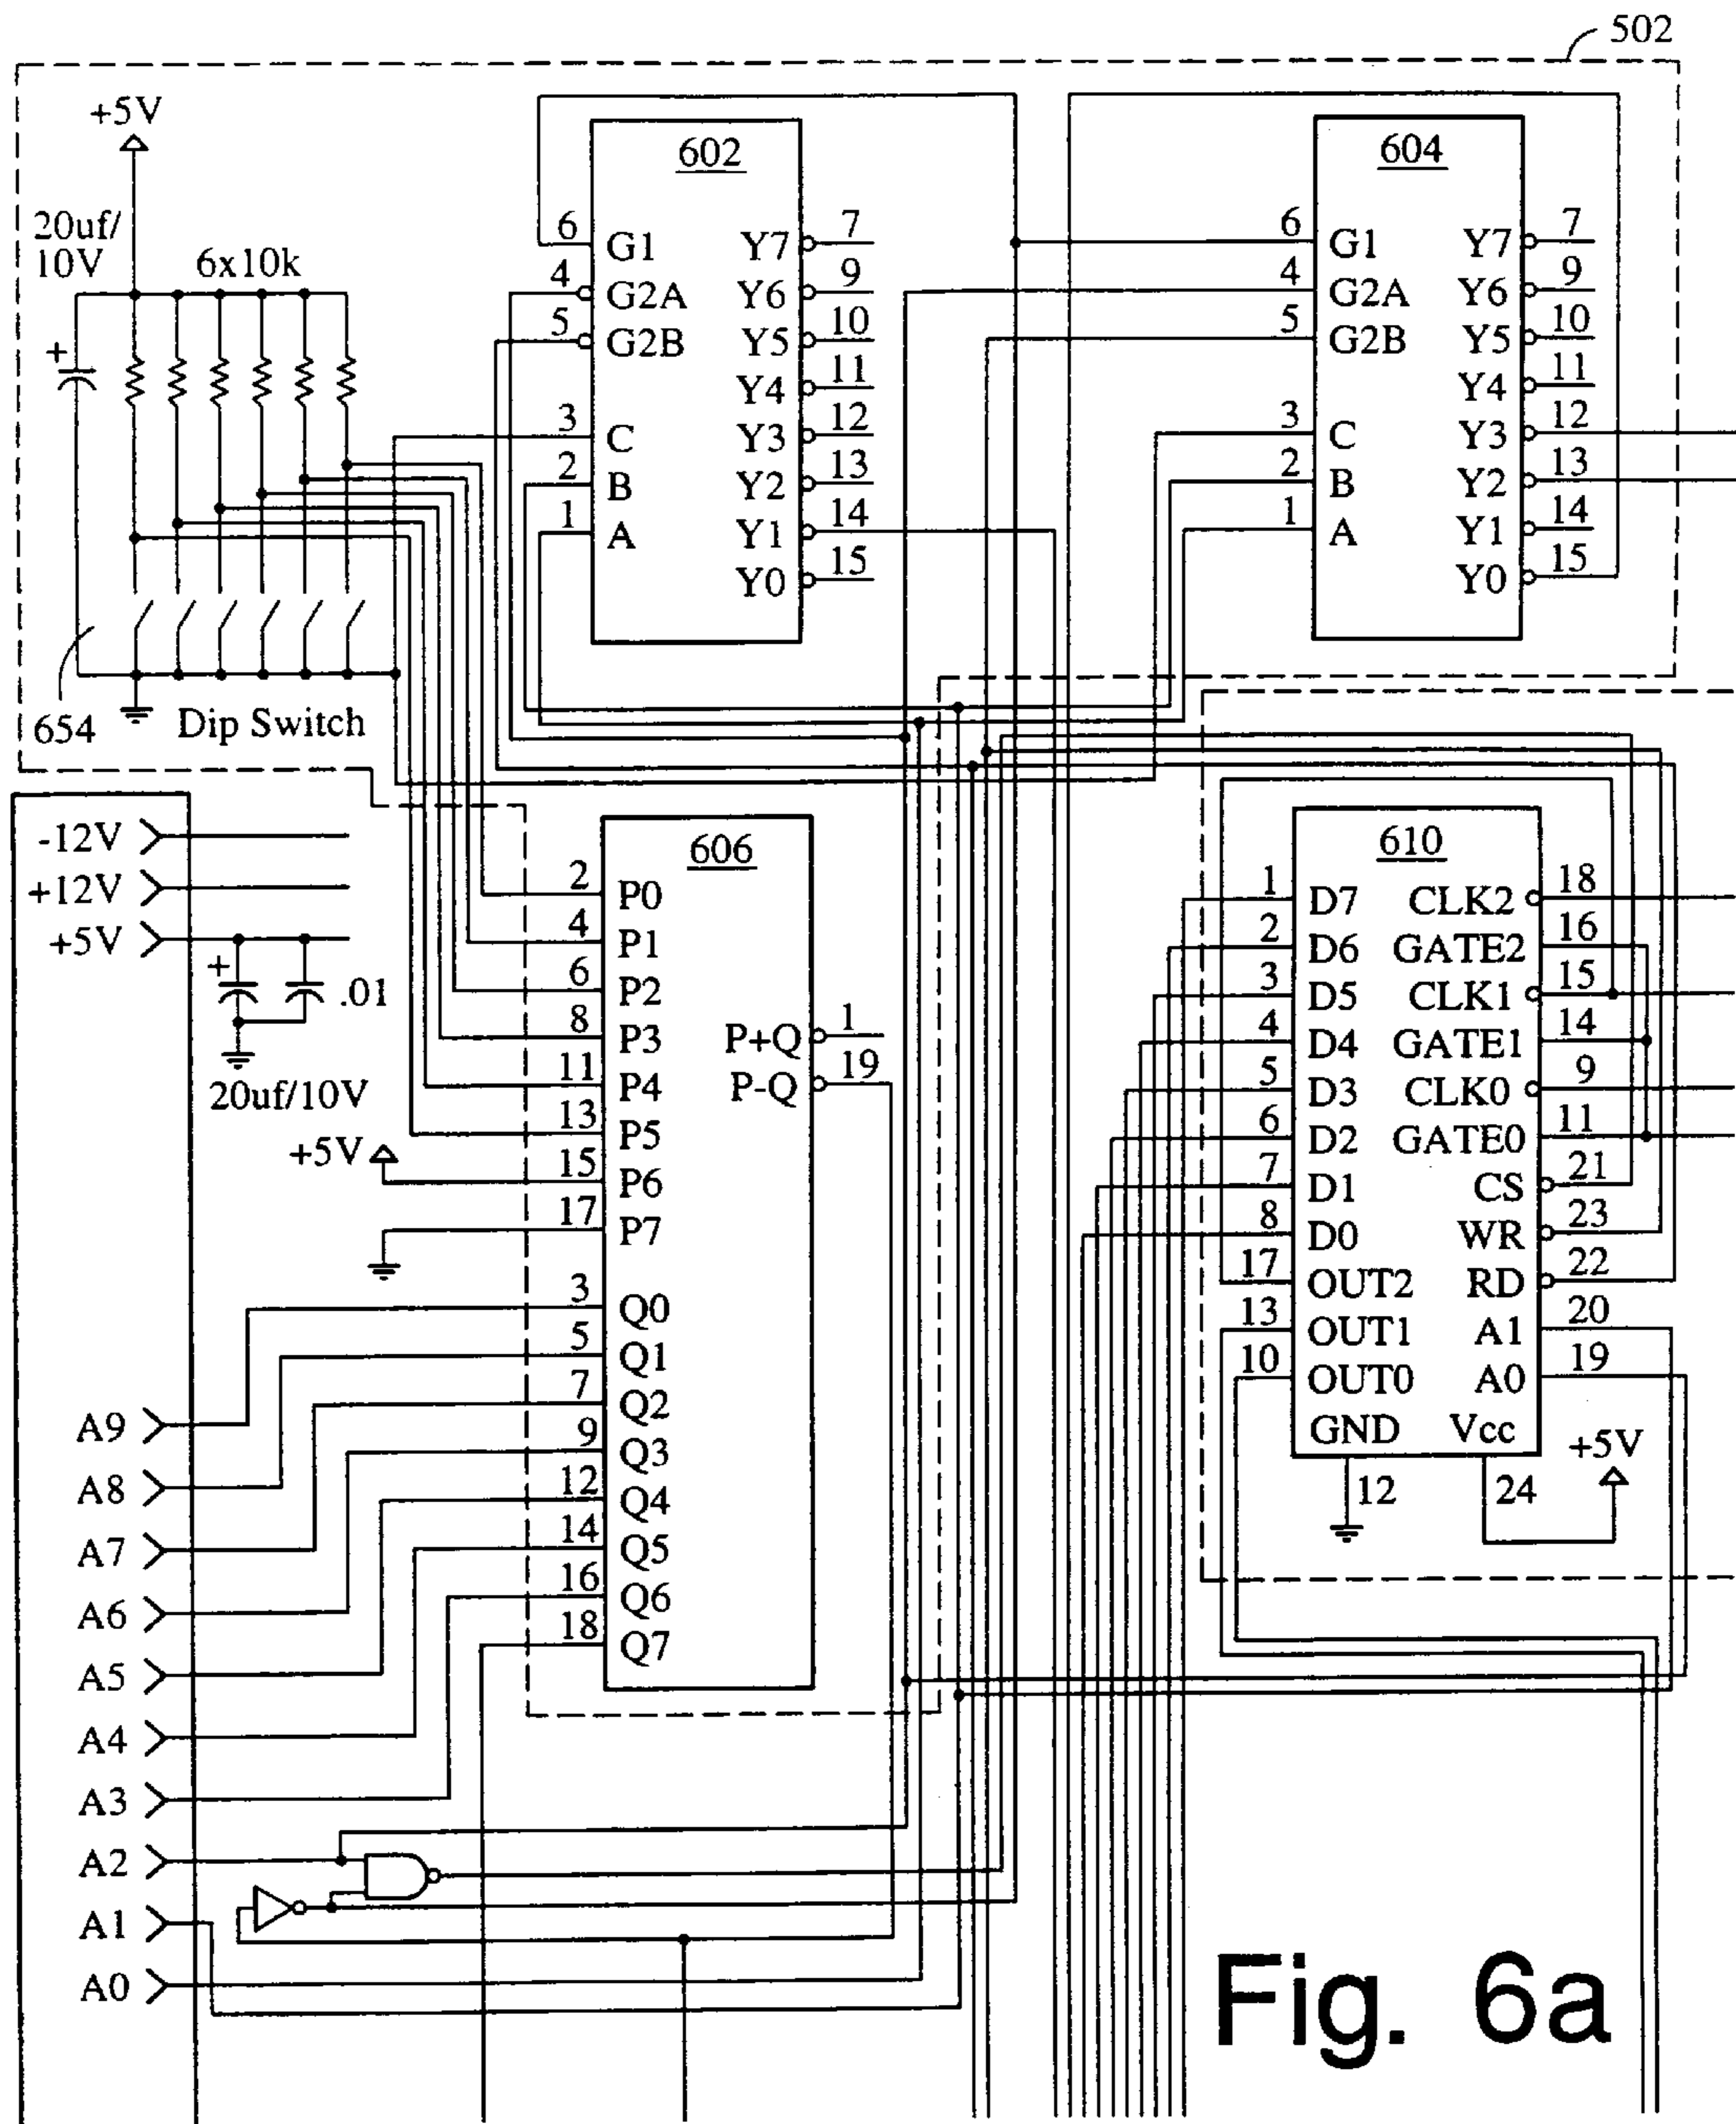 502
+5V
20uf/
10V
6x10k
+
654
Dip Switch
602
6 G1 Y7 7
4 G2A Y6 9
5 G2B Y5 10
Y4 11
3 C Y3 12
2 B Y2 13
1 A Y1 14
Y0 15
604
6 G1 Y7 7
4 G2A Y6 9
5 G2B Y5 10
Y4 11
3 C Y3 12
2 B Y2 13
1 A Y1 14
Y0 15
-12V
+12V
+5V
+
.01
20uf/10V
+5V
606
2 P0
4 P1
6 P2
8 P3
11 P4
13 P5
15 P6
17 P7
P+Q 1
P-Q 19
3 Q0
5 Q1
7 Q2
9 Q3
12 Q4
14 Q5
16 Q6
18 Q7
610
1 D7 CLK2 18
2 D6 GATE2 16
3 D5 CLK1 15
4 D4 GATE1 14
5 D3 CLK0 9
6 D2 GATE0 11
7 D1 CS 21
8 D0 WR 23
17 OUT2 RD 22
13 OUT1 A1 20
10 OUT0 A0 19
GND Vcc
12 24
+5V
A9
A8
A7
A6
A5
A4
A3
A2
A1
A0
Fig. 6a